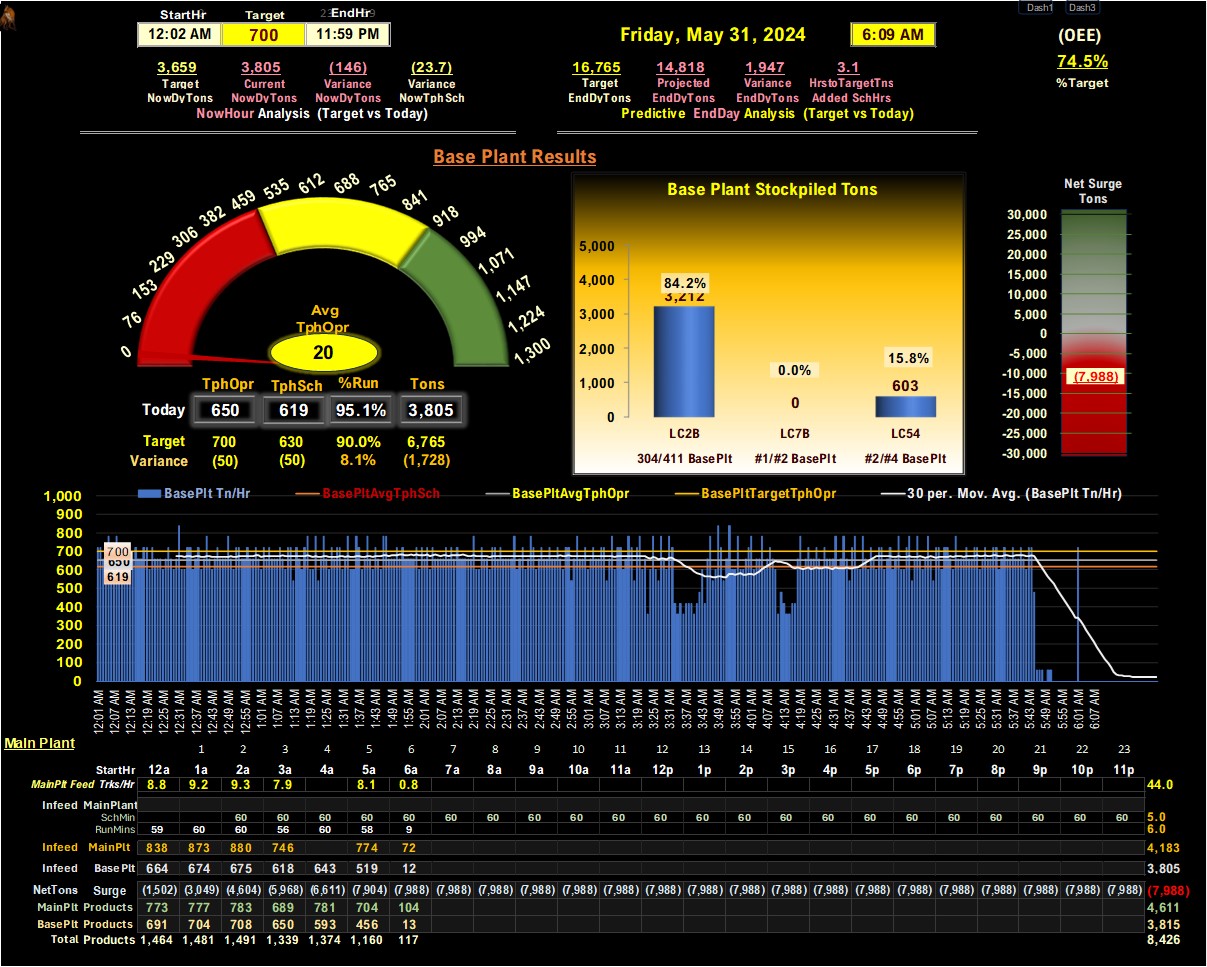 Dash1 Dash3
StartHr Target EndHr
12:02 AM 700 11:59 PM Friday, May 31, 2024 6:09 AM (OEE)
3,659 3,805 (146) (23.7) 16,765 14,818 1,947 3.1 74.5%
Target Current Variance Variance Target Projected Variance HrstoTargetTns %Target
NowDyTons NowDyTons NowDyTons NowTphSch EndDyTons EndDyTons EndDyTons Added SchHrs
NowHour Analysis (Target vs Today) Predictive EndDay Analysis (Target vs Today)
Base Plant Results
0 76 153 229 306 382 459 535 612 688 765 841 918 994 1,071 1,147 1,224 1,300
Avg
TphOpr
20
TphOpr TphSch %Run Tons
Today 650 619 95.1% 3,805
Target 700 630 90.0% 6,765
Variance (50) (50) 8.1% (1,728)
Base Plant Stockpiled Tons
5,000
4,000
3,000
2,000
1,000
0
84.2%
3,212
0.0%
0
15.8%
603
LC2B LC7B LC54
304/411 BasePlt #1/#2 BasePlt #2/#4 BasePlt
Net Surge
Tons
30,000
25,000
20,000
15,000
10,000
5,000
0
-5,000
-10,000
-15,000
-20,000
-25,000
-30,000
(7,988)
BasePlt Tn/Hr BasePltAvgTphSch BasePltAvgTphOpr BasePltTargetTphOpr 30 per. Mov. Avg. (BasePlt Tn/Hr)
1,000
900
800
700
600
500
400
300
200
100
0
700
650
619
12:01 AM 12:07 AM 12:13 AM 12:19 AM 12:25 AM 12:31 AM 12:37 AM 12:43 AM 12:49 AM 12:55 AM 1:01 AM 1:07 AM 1:13 AM 1:19 AM 1:25 AM 1:31 AM 1:37 AM 1:43 AM 1:49 AM 1:55 AM 2:01 AM 2:07 AM 2:13 AM 2:19 AM 2:25 AM 2:31 AM 2:37 AM 2:43 AM 2:49 AM 2:55 AM 3:01 AM 3:07 AM 3:13 AM 3:19 AM 3:25 AM 3:31 AM 3:37 AM 3:43 AM 3:49 AM 3:55 AM 4:01 AM 4:07 AM 4:13 AM 4:19 AM 4:25 AM 4:31 AM 4:37 AM 4:43 AM 4:49 AM 4:55 AM 5:01 AM 5:07 AM 5:13 AM 5:19 AM 5:25 AM 5:31 AM 5:37 AM 5:43 AM 5:49 AM 5:55 AM 6:01 AM 6:07 AM
Main Plant
1 2 3 4 5 6 7 8 9 10 11 12 13 14 15 16 17 18 19 20 21 22 23
StartHr 12a 1a 2a 3a 4a 5a 6a 7a 8a 9a 10a 11a 12p 1p 2p 3p 4p 5p 6p 7p 8p 9p 10p 11p
MainPlt Feed Trks/Hr 8.8 9.2 9.3 7.9 8.1 0.8 44.0
Infeed MainPlant
SchMin 60 60 60 60 60 60 60 60 60 60 60 60 60 60 60 60 60 60 60 60 60 60 5.0
RunMins 59 60 60 56 60 58 9 6.0
Infeed MainPlt 838 873 880 746 774 72 4,183
Infeed Base Plt 664 674 675 618 643 519 12 3,805
NetTons Surge (1,502) (3,049) (4,604) (5,968) (6,611) (7,904) (7,988) (7,988) (7,988) (7,988) (7,988) (7,988) (7,988) (7,988) (7,988) (7,988) (7,988) (7,988) (7,988) (7,988) (7,988) (7,988) (7,988) (7,988) (7,988)
MainPlt Products 773 777 783 689 781 704 104 4,611
BasePlt Products 691 704 708 650 593 456 13 3,815
Total Products 1,464 1,481 1,491 1,339 1,374 1,160 117 8,426